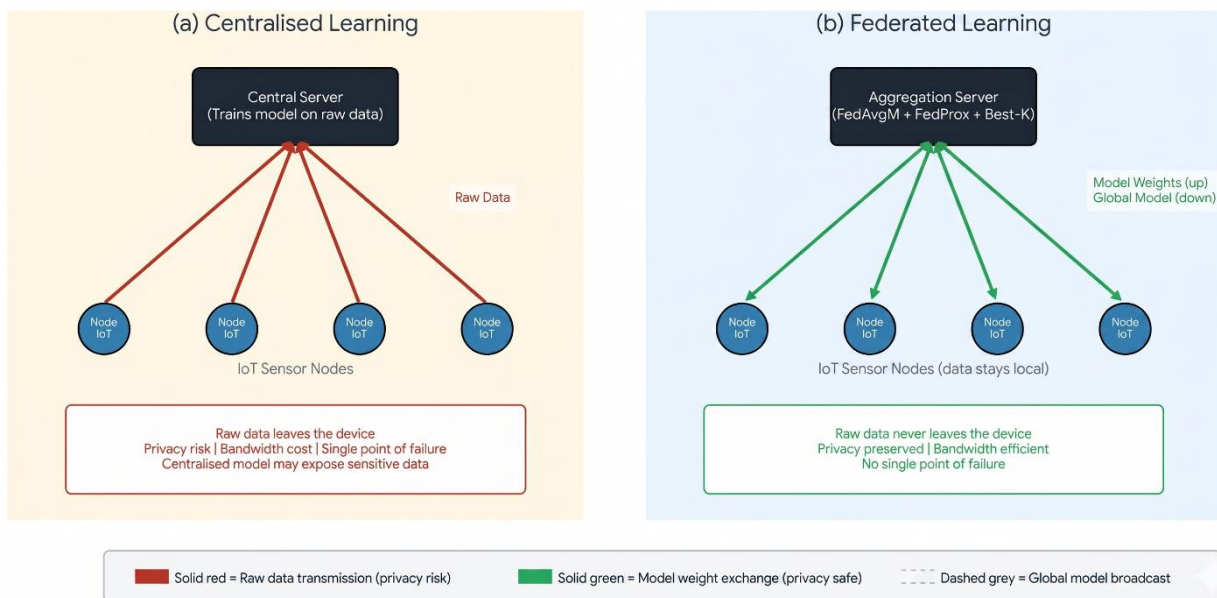 (a) Centralised Learning
Central Server
(Trains model on raw data)
Raw Data
Node
IoT
Node
IoT
Node
IoT
Node
IoT
IoT Sensor Nodes
Raw data leaves the device
Privacy risk | Bandwidth cost | Single point of failure
Centralised model may expose sensitive data
(b) Federated Learning
Aggregation Server
(FedAvgM + FedProx + Best-K)
Model Weights (up)
Global Model (down)
Node
IoT
Node
IoT
Node
IoT
Node
IoT
IoT Sensor Nodes (data stays local)
Raw data never leaves the device
Privacy preserved | Bandwidth efficient
No single point of failure
Solid red = Raw data transmission (privacy risk)
Solid green = Model weight exchange (privacy safe)
Dashed grey = Global model broadcast